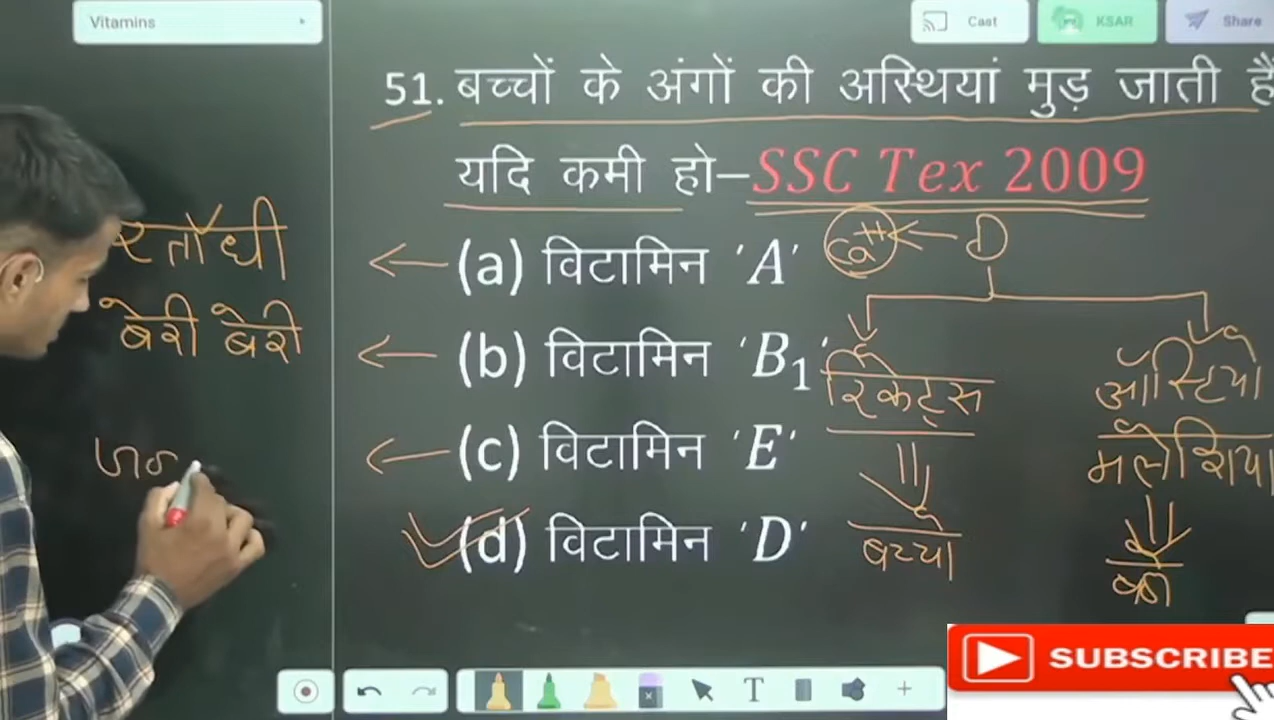 Vitamins
Cast
KSAR
Share
51. बच्चों के अंगों की अस्थियां मुड़ जाती हैं
यदि कमी हो– SSC Tex 2009
(a) विटामिन 'A'
(b) विटामिन 'B₁'
(c) विटामिन 'E'
(d) विटामिन 'D'
रतौंधी
बेरी बेरी
Ca++
D
रिकेट्स
बच्चो
ऑस्टियो
मलेशिया
T
SUBSCRIBE